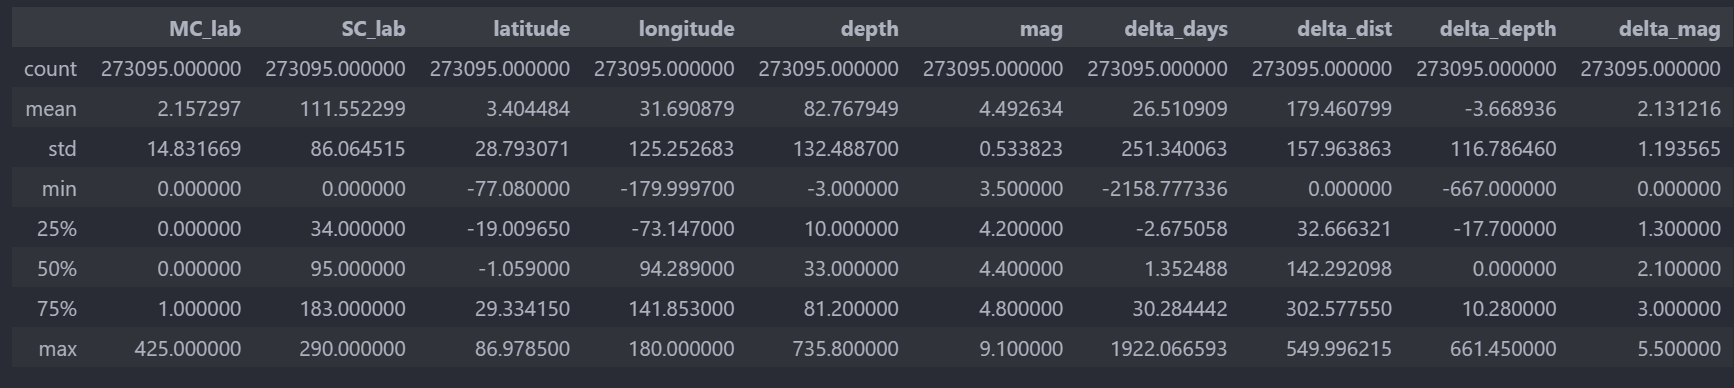 MC_lab SC_lab latitude longitude depth mag delta_days delta_dist delta_depth delta_mag
count 273095.000000 273095.000000 273095.000000 273095.000000 273095.000000 273095.000000 273095.000000 273095.000000 273095.000000 273095.000000
mean 2.157297 111.552299 3.404484 31.690879 82.767949 4.492634 26.510909 179.460799 -3.668936 2.131216
std 14.831669 86.064515 28.793071 125.252683 132.488700 0.533823 251.340063 157.963863 116.786460 1.193565
min 0.000000 0.000000 -77.080000 -179.999700 -3.000000 3.500000 -2158.777336 0.000000 -667.000000 0.000000
25% 0.000000 34.000000 -19.009650 -73.147000 10.000000 4.200000 -2.675058 32.666321 -17.700000 1.300000
50% 0.000000 95.000000 -1.059000 94.289000 33.000000 4.400000 1.352488 142.292098 0.000000 2.100000
75% 1.000000 183.000000 29.334150 141.853000 81.200000 4.800000 30.284442 302.577550 10.280000 3.000000
max 425.000000 290.000000 86.978500 180.000000 735.800000 9.100000 1922.066593 549.996215 661.450000 5.500000